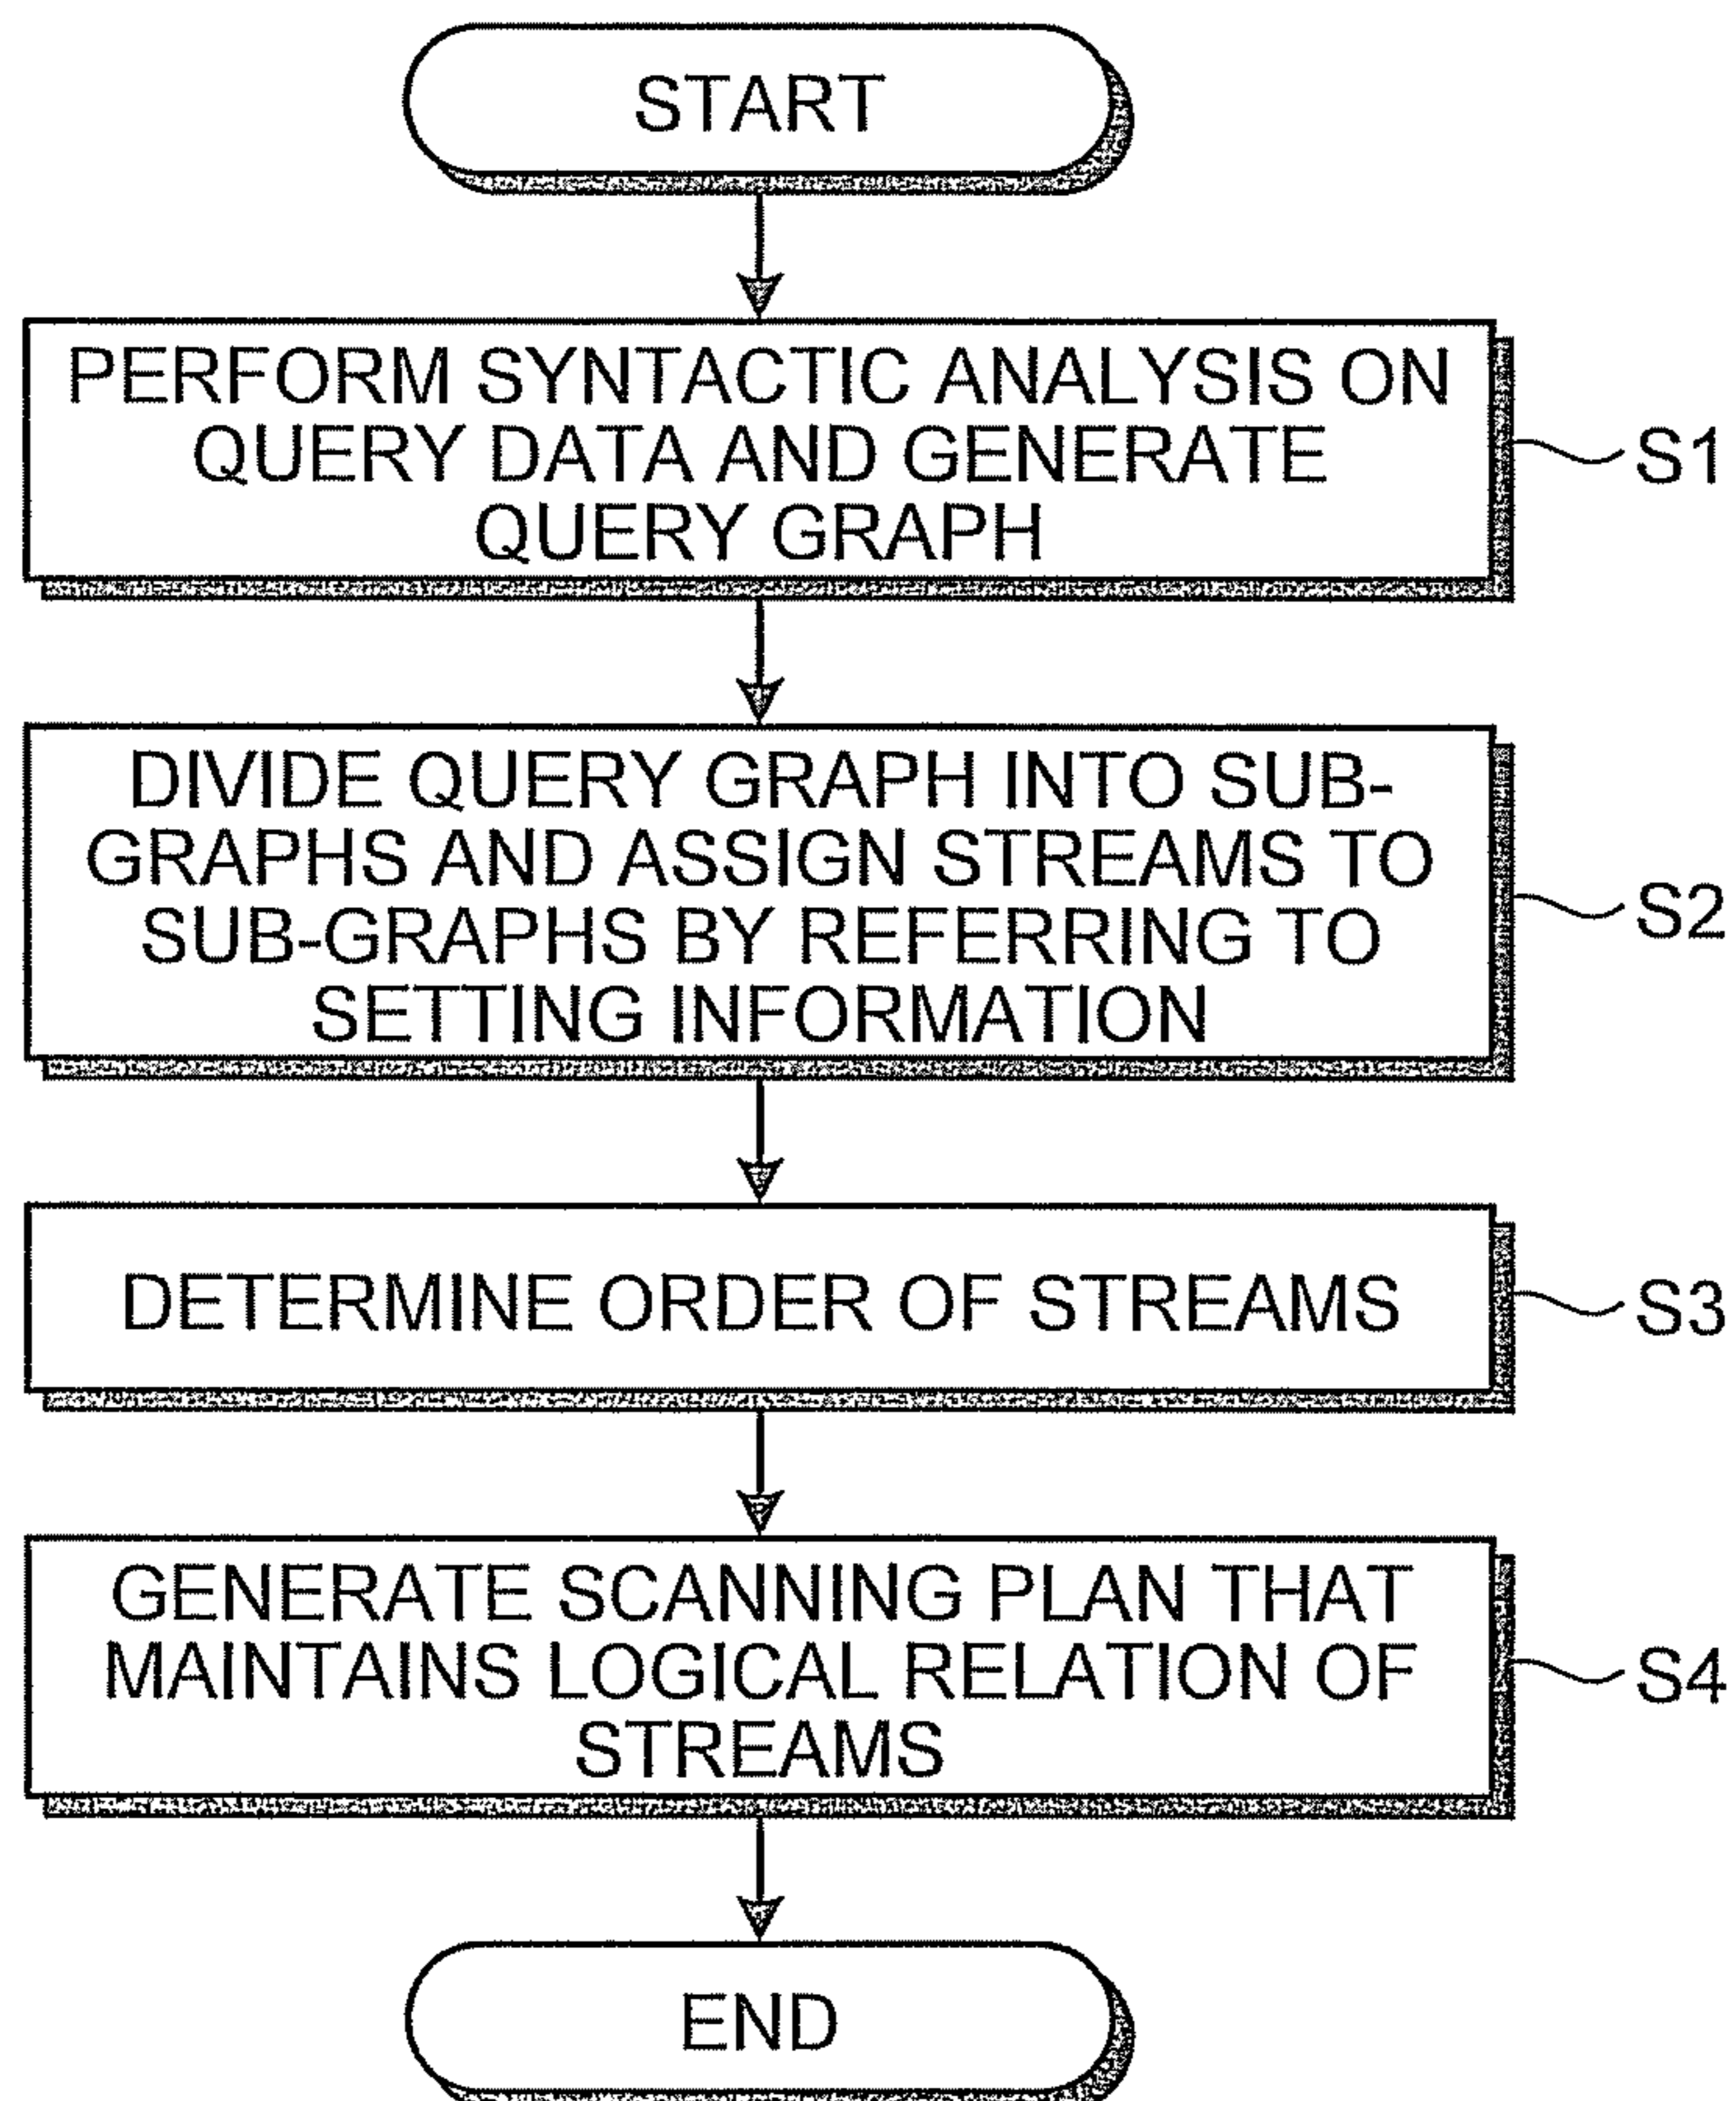 START
PERFORM SYNTACTIC ANALYSIS ON
QUERY DATA AND GENERATE
QUERY GRAPH
S1
DIVIDE QUERY GRAPH INTO SUB-
GRAPHS AND ASSIGN STREAMS TO
SUB-GRAPHS BY REFERRING TO
SETTING INFORMATION
S2
DETERMINE ORDER OF STREAMS
S3
GENERATE SCANNING PLAN THAT
MAINTAINS LOGICAL RELATION OF
STREAMS
S4
END